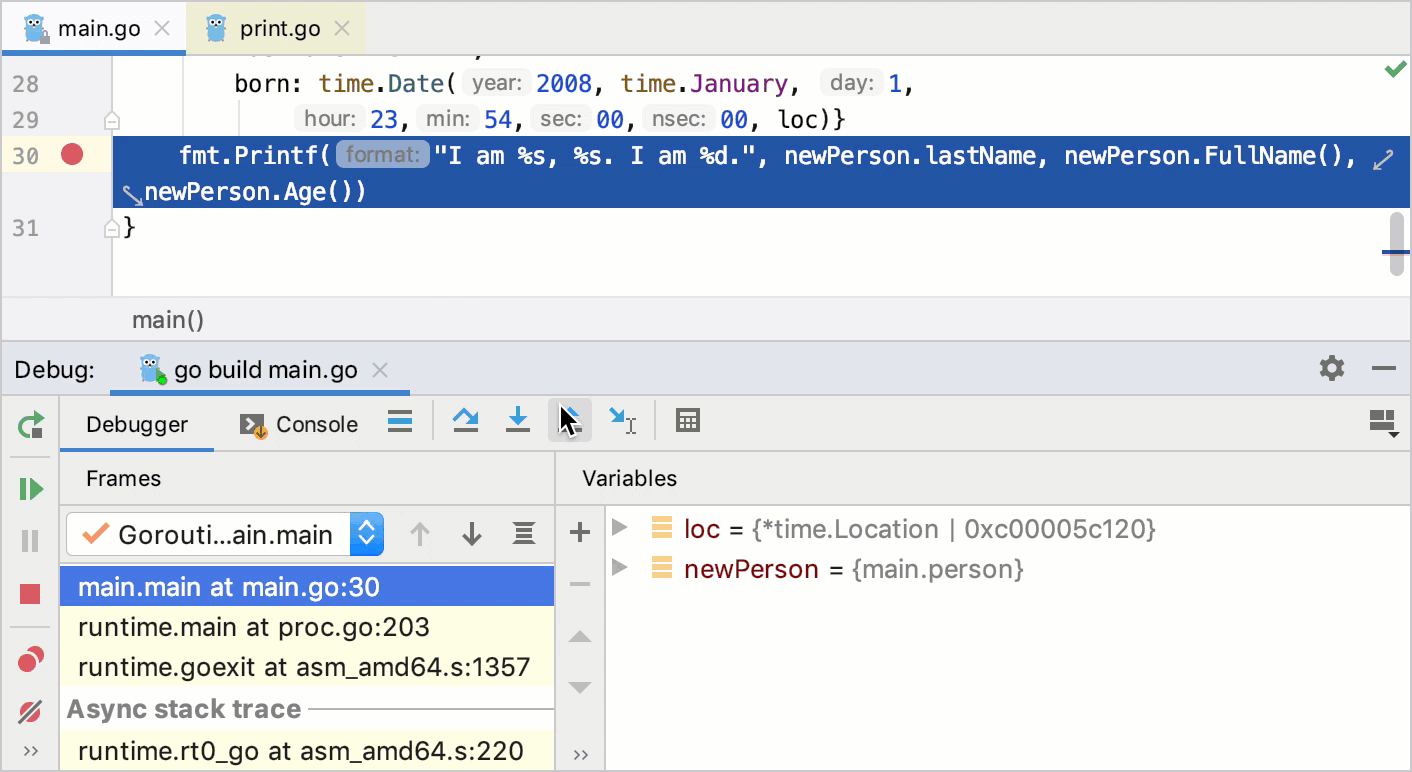 main.go
print.go
28 born: time.Date( year: 2008, time.January, day: 1,
29 hour: 23, min: 54, sec: 00, nsec: 00, loc)}
30 fmt.Printf( format: "I am %s, %s. I am %d.", newPerson.lastName, newPerson.FullName(),
newPerson.Age())
31 }
main()
Debug: go build main.go
Debugger Console
Frames Variables
Gorouti...ain.main
loc = {*time.Location | 0xc00005c120}
newPerson = {main.person}
main.main at main.go:30
runtime.main at proc.go:203
runtime.goexit at asm_amd64.s:1357
Async stack trace
runtime.rt0_go at asm_amd64.s:220